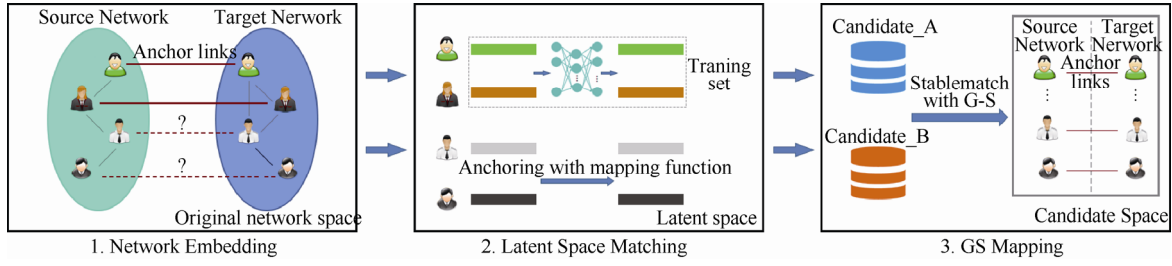 Source Network
Target Nerwork
Anchor links
?
?
Original network space
1. Network Embedding
Traning
set
Anchoring with mapping function
Latent space
2. Latent Space Matching
Candidate_A
Stablematch
with G-S
Candidate_B
Source
Network
Target
Network
Anchor
links
⋮
⋮
Candidate Space
3. GS Mapping